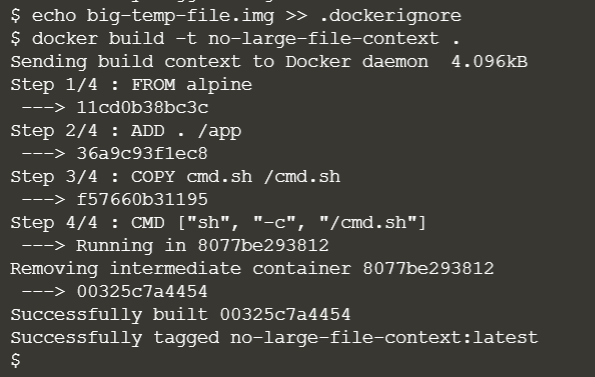 $ echo big-temp-file.img >> .dockerignore
$ docker build -t no-large-file-context .
Sending build context to Docker daemon  4.096kB
Step 1/4 : FROM alpine
 ---> 11cd0b38bc3c
Step 2/4 : ADD . /app
 ---> 36a9c93f1ec8
Step 3/4 : COPY cmd.sh /cmd.sh
 ---> f57660b31195
Step 4/4 : CMD ["sh", "-c", "/cmd.sh"]
 ---> Running in 8077be293812
Removing intermediate container 8077be293812
 ---> 00325c7a4454
Successfully built 00325c7a4454
Successfully tagged no-large-file-context:latest
$